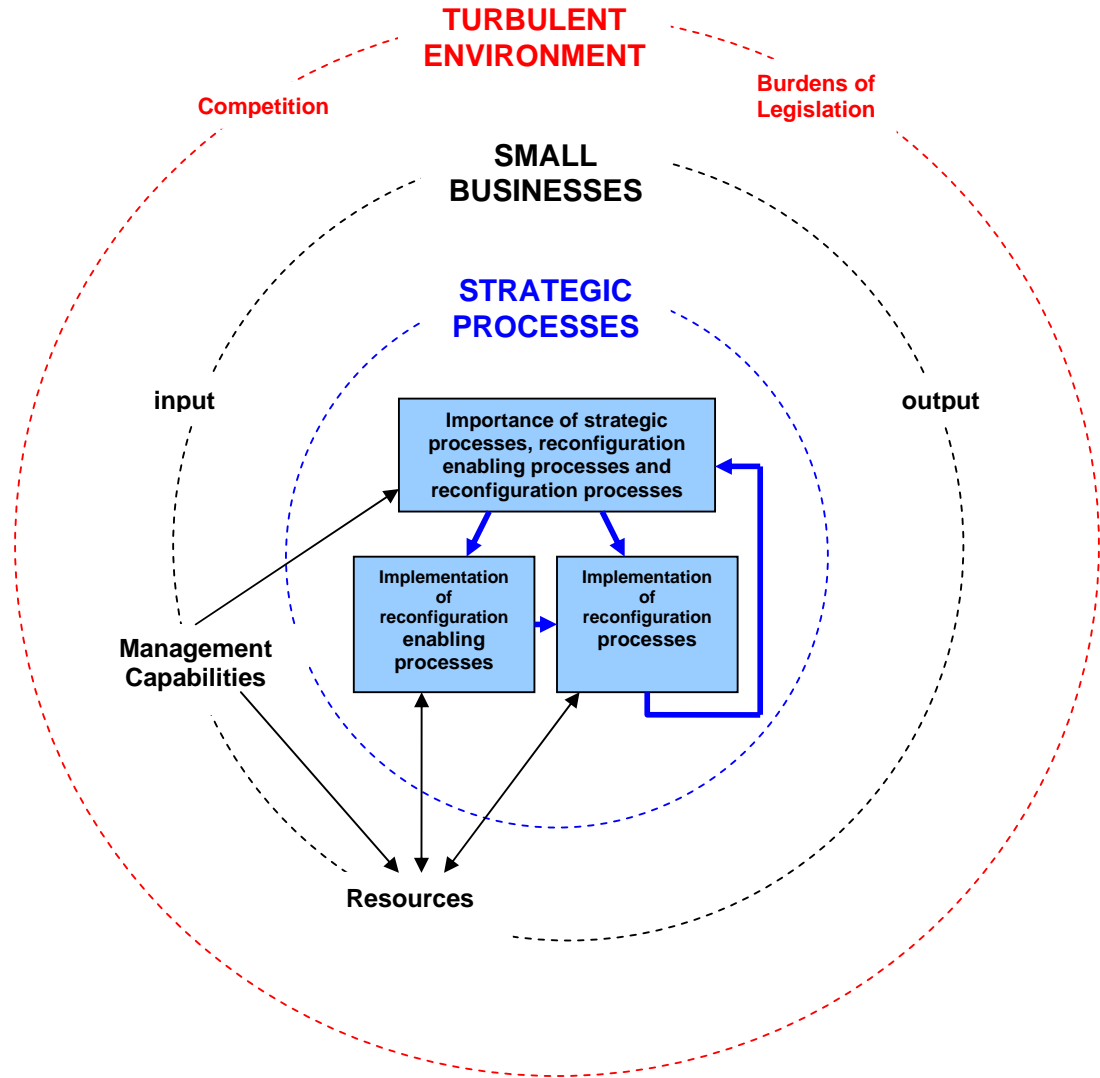 TURBULENT
ENVIRONMENT
Competition
Burdens of
Legislation
SMALL
BUSINESSES
STRATEGIC
PROCESSES
input
output
Importance of strategic
processes, reconfiguration
enabling processes and
reconfiguration processes
Implementation
of
reconfiguration
enabling
processes
Implementation
of
reconfiguration
processes
Management
Capabilities
Resources